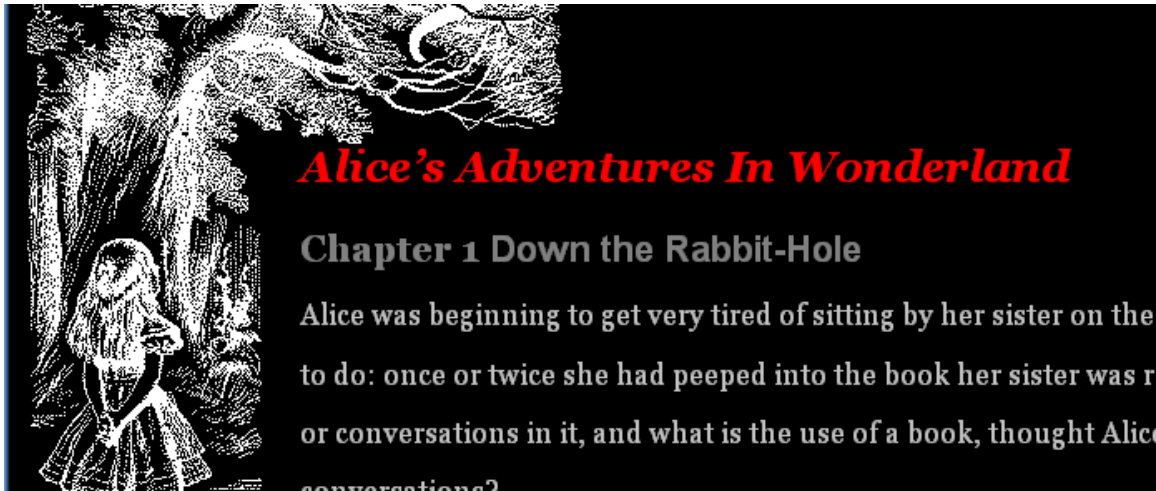 Alice's Adventures In Wonderland
Chapter 1 Down the Rabbit-Hole
Alice was beginning to get very tired of sitting by her sister on the
to do: once or twice she had peeped into the book her sister was r
or conversations in it, and what is the use of a book, thought Alice
conversations?